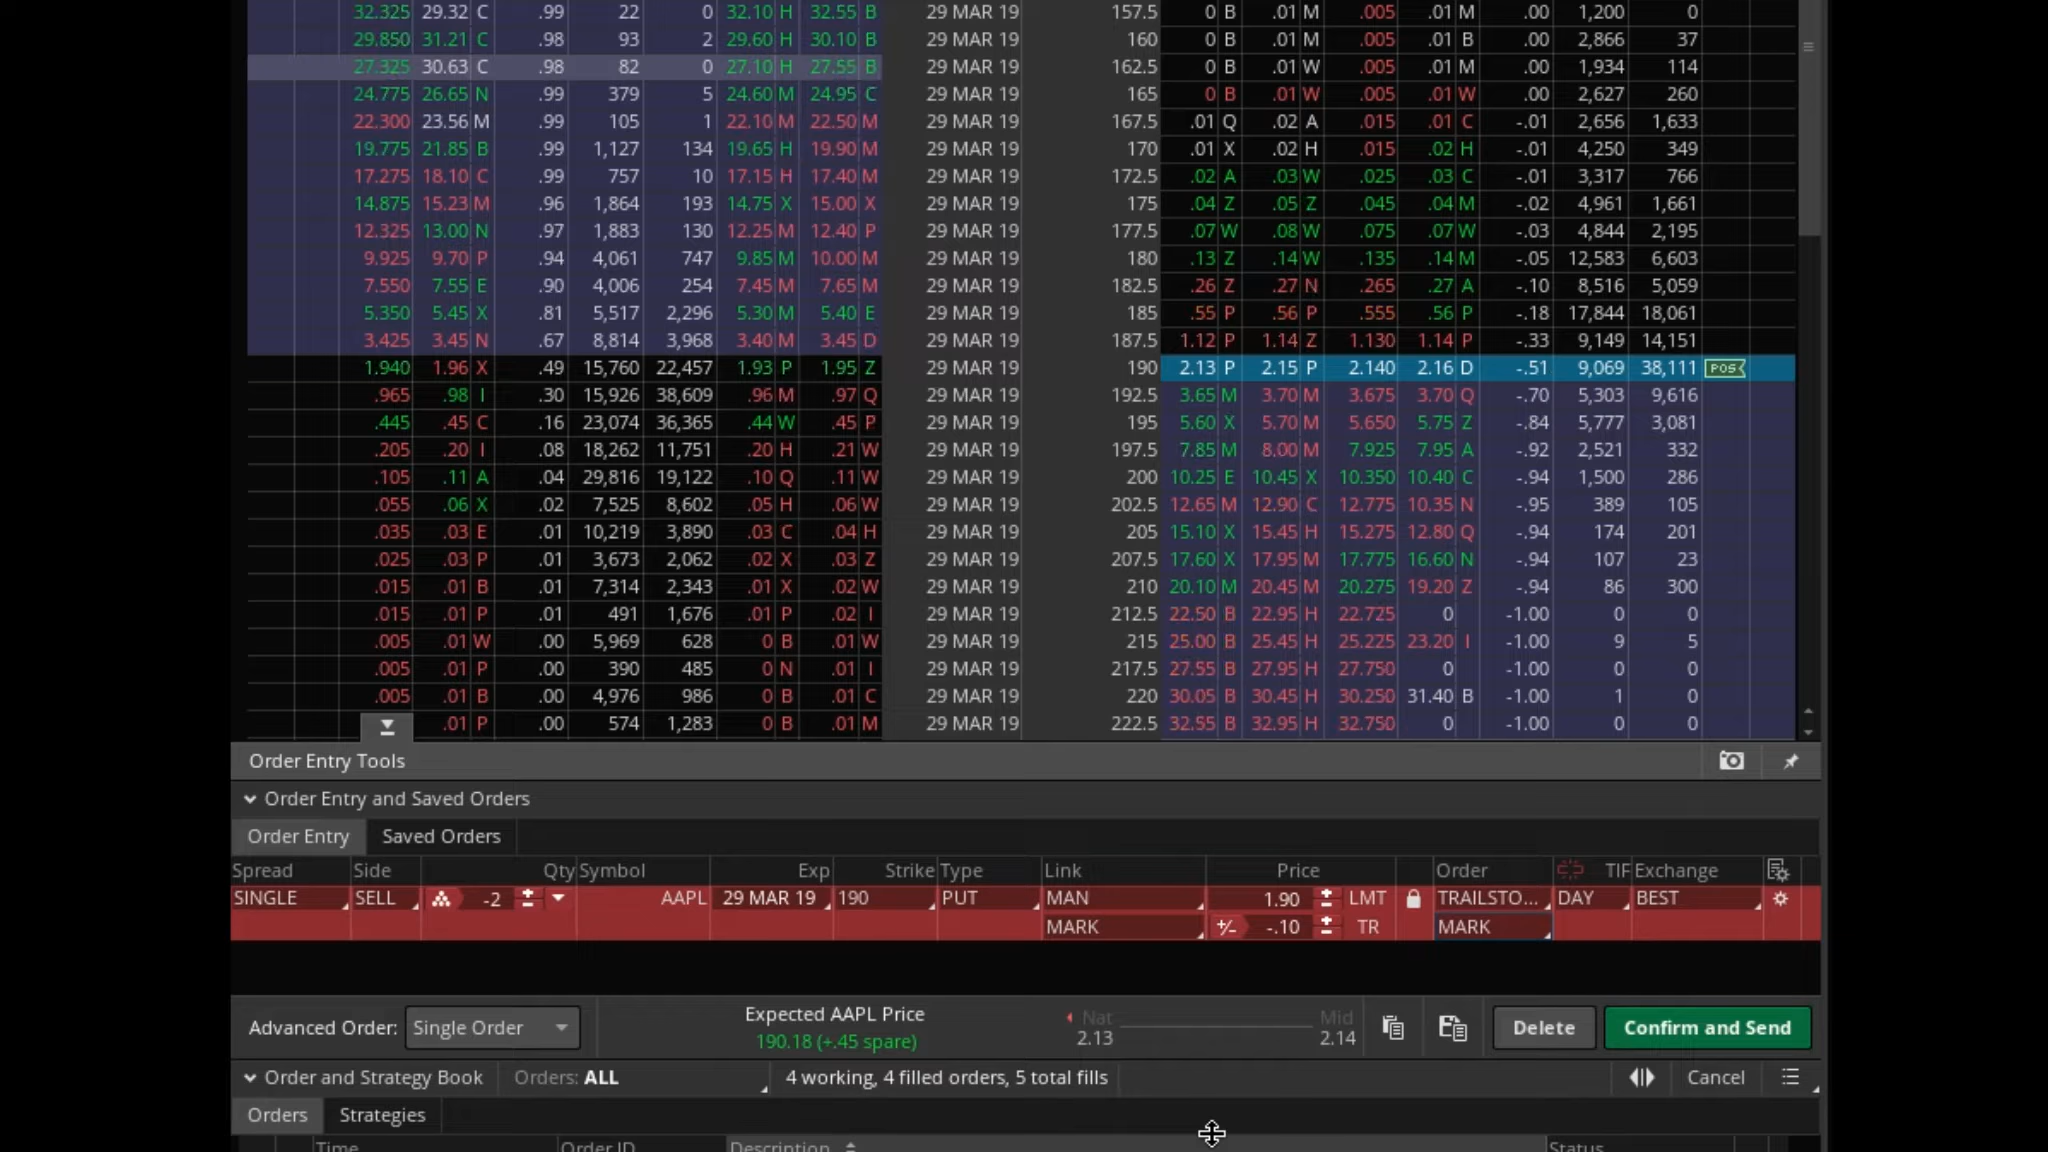 32.325 29.32 C .99 22 0 32.10 H 32.55 B 29 MAR 19 157.5 0 B .01 M .005 .01 M .00 1,200 0
29.850 31.21 C .98 93 2 29.60 H 30.10 B 29 MAR 19 160 0 B .01 M .005 .01 B .00 2,866 37
27.325 30.63 C .98 82 0 27.10 H 27.55 B 29 MAR 19 162.5 0 B .01 W .005 .01 M .00 1,934 114
24.775 26.65 N .99 379 5 24.60 M 24.95 C 29 MAR 19 165 0 B .01 W .005 .01 W .00 2,627 260
22.300 23.56 M .99 105 1 22.10 M 22.50 M 29 MAR 19 167.5 .01 Q .02 A .015 .01 C -.01 2,656 1,633
19.775 21.85 B .99 1,127 134 19.65 H 19.90 M 29 MAR 19 170 .01 X .02 H .015 .02 H -.01 4,250 349
17.275 18.10 C .99 757 10 17.15 H 17.40 M 29 MAR 19 172.5 .02 A .03 W .025 .03 C -.01 3,317 766
14.875 15.23 M .96 1,864 193 14.75 X 15.00 X 29 MAR 19 175 .04 Z .05 Z .045 .04 M -.02 4,961 1,661
12.325 13.00 N .97 1,883 130 12.25 M 12.40 P 29 MAR 19 177.5 .07 W .08 W .075 .07 W -.03 4,844 2,195
9.925 9.70 P .94 4,061 747 9.85 M 10.00 M 29 MAR 19 180 .13 Z .14 W .135 .14 M -.05 12,583 6,603
7.550 7.55 E .90 4,006 254 7.45 M 7.65 M 29 MAR 19 182.5 .26 Z .27 N .265 .27 A -.10 8,516 5,059
5.350 5.45 X .81 5,517 2,296 5.30 M 5.40 E 29 MAR 19 185 .55 P .56 P .555 .56 P -.18 17,844 18,061
3.425 3.45 N .67 8,814 3,968 3.40 M 3.45 D 29 MAR 19 187.5 1.12 P 1.14 Z 1.130 1.14 P -.33 9,149 14,151
1.940 1.96 X .49 15,760 22,457 1.93 P 1.95 Z 29 MAR 19 190 2.13 P 2.15 P 2.140 2.16 D -.51 9,069 38,111 POS
.965 .98 I .30 15,926 38,609 .96 M .97 Q 29 MAR 19 192.5 3.65 M 3.70 M 3.675 3.70 Q -.70 5,303 9,616
.445 .45 C .16 23,074 36,365 .44 W .45 P 29 MAR 19 195 5.60 X 5.70 M 5.650 5.75 Z -.84 5,777 3,081
.205 .20 I .08 18,262 11,751 .20 H .21 W 29 MAR 19 197.5 7.85 M 8.00 M 7.925 7.95 A -.92 2,521 332
.105 .11 A .04 29,816 19,122 .10 Q .11 W 29 MAR 19 200 10.25 E 10.45 X 10.350 10.40 C -.94 1,500 286
.055 .06 X .02 7,525 8,602 .05 H .06 W 29 MAR 19 202.5 12.65 M 12.90 C 12.775 10.35 N -.95 389 105
.035 .03 E .01 10,219 3,890 .03 C .04 H 29 MAR 19 205 15.10 X 15.45 H 15.275 12.80 Q -.94 174 201
.025 .03 P .01 3,673 2,062 .02 X .03 Z 29 MAR 19 207.5 17.60 X 17.95 M 17.775 16.60 N -.94 107 23
.015 .01 B .01 7,314 2,343 .01 X .02 W 29 MAR 19 210 20.10 M 20.45 M 20.275 19.20 Z -.94 86 300
.015 .01 P .01 491 1,676 .01 P .02 I 29 MAR 19 212.5 22.50 B 22.95 H 22.725 0 -1.00 0 0
.005 .01 W .00 5,969 628 0 B .01 W 29 MAR 19 215 25.00 B 25.45 H 25.225 23.20 I -1.00 9 5
.005 .01 P .00 390 485 0 N .01 I 29 MAR 19 217.5 27.55 B 27.95 H 27.750 0 -1.00 0 0
.005 .01 B .00 4,976 986 0 B .01 C 29 MAR 19 220 30.05 B 30.45 H 30.250 31.40 B -1.00 1 0
.01 P .00 574 1,283 0 B .01 M 29 MAR 19 222.5 32.55 B 32.95 H 32.750 0 -1.00 0 0
Order Entry Tools
Order Entry and Saved Orders
Order Entry Saved Orders
Spread Side Qty Symbol Exp Strike Type Link Price Order TIF Exchange
SINGLE SELL -2 AAPL 29 MAR 19 190 PUT MAN 1.90 LMT TRAILSTO... DAY BEST
MARK +/- -.10 TR MARK
Advanced Order: Single Order Expected AAPL Price Nat Mid Delete Confirm and Send
190.18 (+.45 spare) 2.13 2.14
Order and Strategy Book Orders: ALL 4 working, 4 filled orders, 5 total fills Cancel
Orders Strategies
Time Order ID Description Status